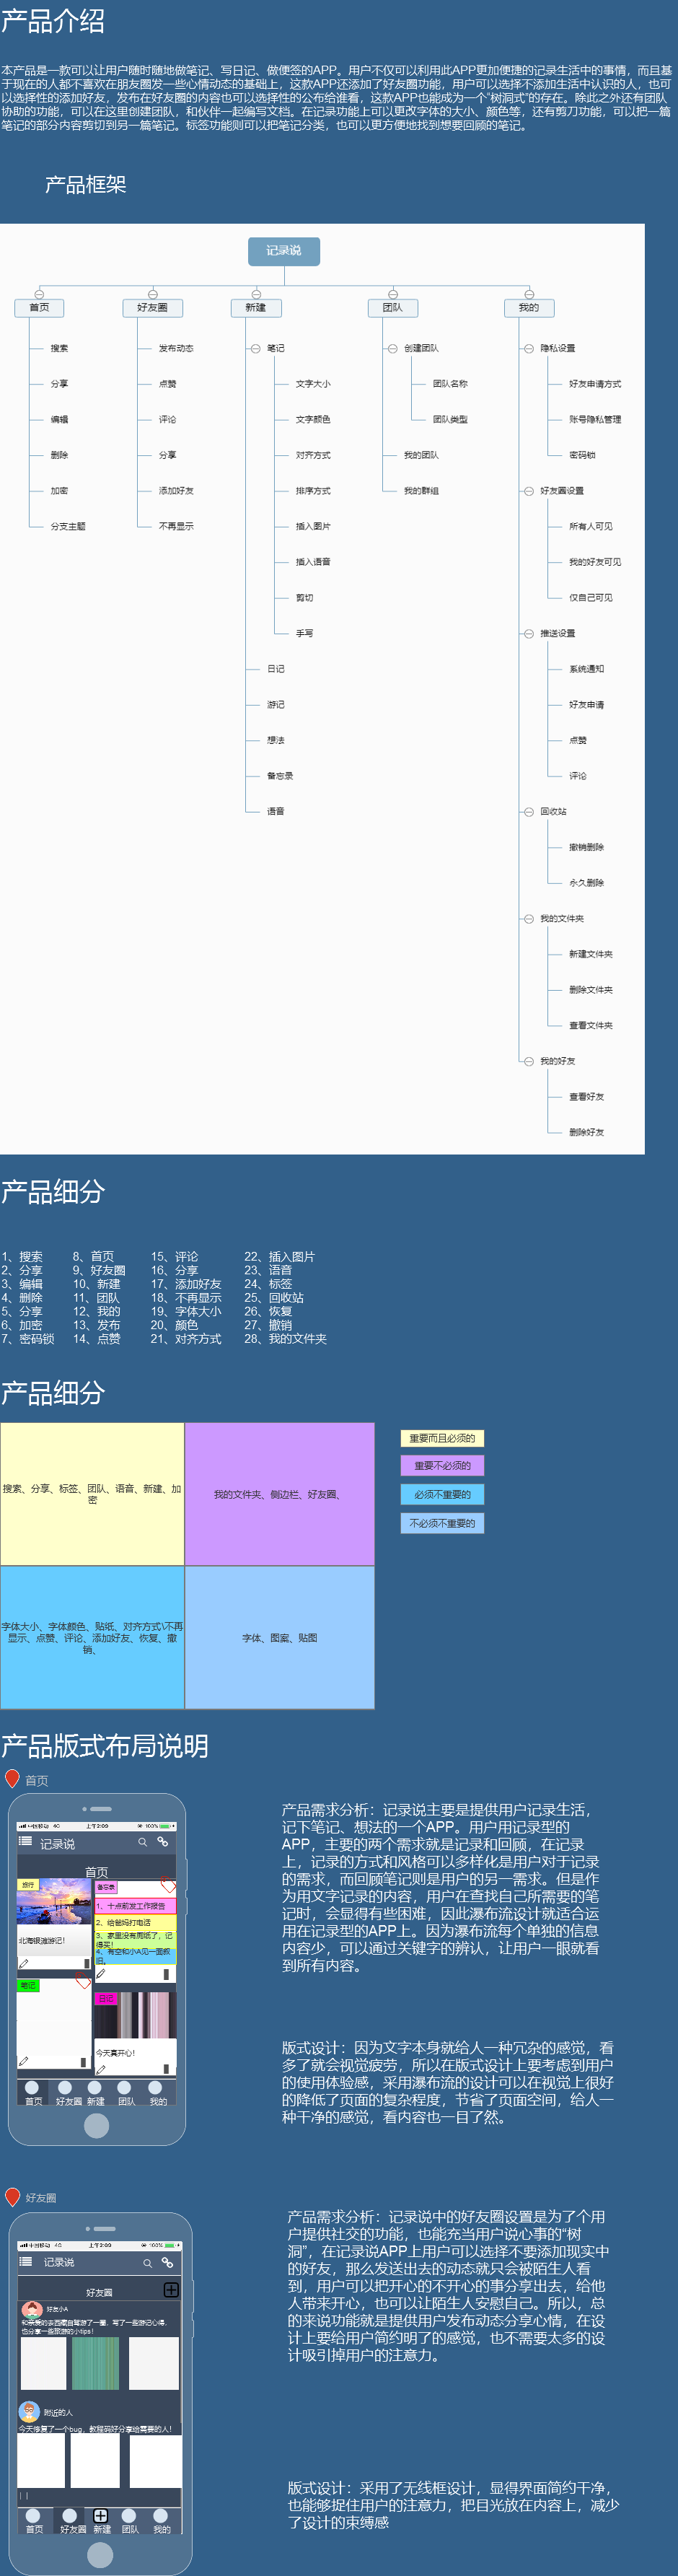 产品介绍
本产品是一款可以让用户随时随地做笔记、写日记、做便签的APP。用户不仅可以利用此APP更加便捷的记录生活中的事情，而且基
于现在的人都不喜欢在朋友圈发一些心情动态的基础上，这款APP还添加了好友圈功能，用户可以选择不添加生活中认识的人，也可
以选择性的添加好友，发布在好友圈的内容也可以选择性的公布给谁看，这款APP也能成为一个“树洞式”的存在。除此之外还有团队
协助的功能，可以在这里创建团队，和伙伴一起编写文档。在记录功能上可以更改字体的大小、颜色等，还有剪刀功能，可以把一篇
笔记的部分内容剪切到另一篇笔记。标签功能则可以把笔记分类，也可以更方便地找到想要回顾的笔记。
产品框架
记录说
首页
搜索
分享
编辑
删除
加密
分支主题
好友圈
发布动态
点赞
评论
分享
添加好友
不再显示
新建
笔记
文字大小
文字颜色
对齐方式
排序方式
插入图片
插入语音
剪切
手写
日记
游记
想法
备忘录
语音
团队
创建团队
团队名称
团队类型
我的团队
我的群组
我的
隐私设置
好友申请方式
账号隐私管理
密码锁
好友圈设置
所有人可见
我的好友可见
仅自己可见
推送设置
系统通知
好友申请
点赞
评论
回收站
撤销删除
永久删除
我的文件夹
新建文件夹
删除文件夹
查看文件夹
我的好友
查看好友
删除好友
产品细分
1、搜索
2、分享
3、编辑
4、删除
5、分享
6、加密
7、密码锁
8、首页
9、好友圈
10、新建
11、团队
12、我的
13、发布
14、点赞
15、评论
16、分享
17、添加好友
18、不再显示
19、字体大小
20、颜色
21、对齐方式
22、插入图片
23、语音
24、标签
25、回收站
26、恢复
27、撤销
28、我的文件夹
产品细分
搜索、分享、标签、团队、语音、新建、加
密
我的文件夹、侧边栏、好友圈、
字体大小、字体颜色、贴纸、对齐方式\不再
显示、点赞、评论、添加好友、恢复、撤
销、
字体、图案、贴图
重要而且必须的
重要不必须的
必须不重要的
不必须不重要的
产品版式布局说明
首页
中国移动 4G 上午2:09 100%
记录说
首页
旅行
北海银滩游记！
备忘录
1、十点前发工作报告
2、给爸妈打电话
3、家里没有周纸了，记
得买！
4、有空和小A见一面叙
旧。
笔记
日记
今天真开心！
首页 好友圈 新建 团队 我的
产品需求分析：记录说主要是提供用户记录生活，
记下笔记、想法的一个APP。用户用记录型的
APP，主要的两个需求就是记录和回顾，在记录
上，记录的方式和风格可以多样化是用户对于记录
的需求，而回顾笔记则是用户的另一需求。但是作
为用文字记录的内容，用户在查找自己所需要的笔
记时，会显得有些困难，因此瀑布流设计就适合运
用在记录型的APP上。因为瀑布流每个单独的信息
内容少，可以通过关键字的辨认，让用户一眼就看
到所有内容。
版式设计：因为文字本身就给人一种冗杂的感觉，看
多了就会视觉疲劳，所以在版式设计上要考虑到用户
的使用体验感，采用瀑布流的设计可以在视觉上很好
的降低了页面的复杂程度，节省了页面空间，给人一
种干净的感觉，看内容也一目了然。
好友圈
中国移动 4G 上午2:09 100%
记录说
好友圈
好友小A
和亲爱的去西藏自驾游了一圈，写了一些游记心得，
也分享一些旅游的小tips！
附近的人
今天修复了一个bug，教程码好分享给需要的人！
首页 好友圈 新建 团队 我的
产品需求分析：记录说中的好友圈设置是为了个用
户提供社交的功能，也能充当用户说心事的“树
洞”，在记录说APP上用户可以选择不要添加现实中
的好友，那么发送出去的动态就只会被陌生人看
到，用户可以把开心的不开心的事分享出去，给他
人带来开心，也可以让陌生人安慰自己。所以，总
的来说功能就是提供用户发布动态分享心情，在设
计上要给用户简约明了的感觉，也不需要太多的设
计吸引掉用户的注意力。
版式设计：采用了无线框设计，显得界面简约干净，
也能够捉住用户的注意力，把目光放在内容上，减少
了设计的束缚感